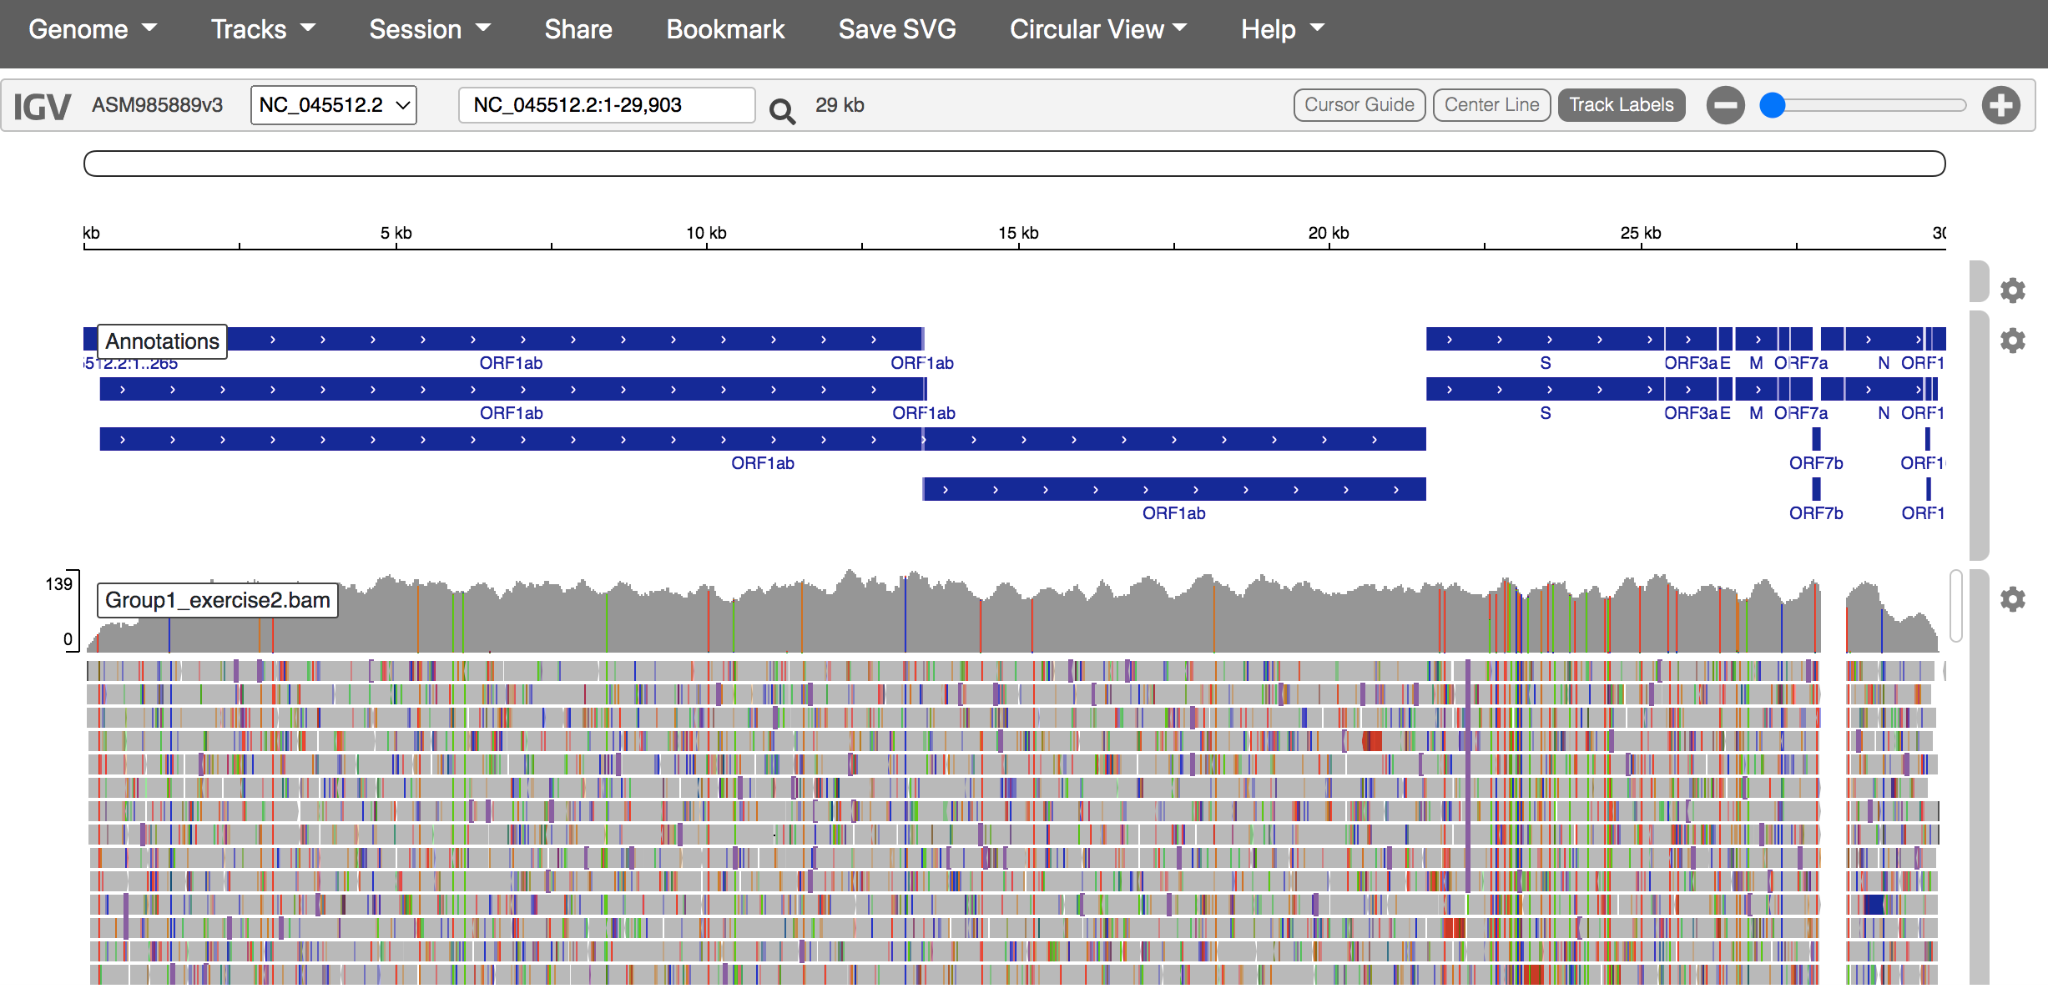 Genome Tracks Session Share Bookmark Save SVG Circular View Help
IGV ASM985889v3 NC_045512.2 NC_045512.2:1-29,903 29 kb Cursor Guide Center Line Track Labels
kb 5 kb 10 kb 15 kb 20 kb 25 kb 30
Annotations
5512.2:1..265 ORF1ab ORF1ab S ORF3a E M ORF7a N ORF1
ORF1ab ORF1ab S ORF3a E M ORF7a N ORF1
ORF1ab ORF7b ORF1
ORF1ab ORF7b ORF1
139
Group1_exercise2.bam
0